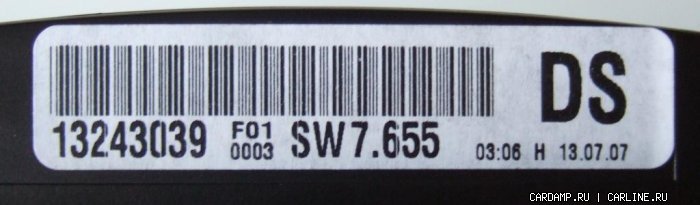 DS
13243039 F01 0003 SW7.655 03:06 H 13.07.07
CARDAMP.RU | CARLINE.RU